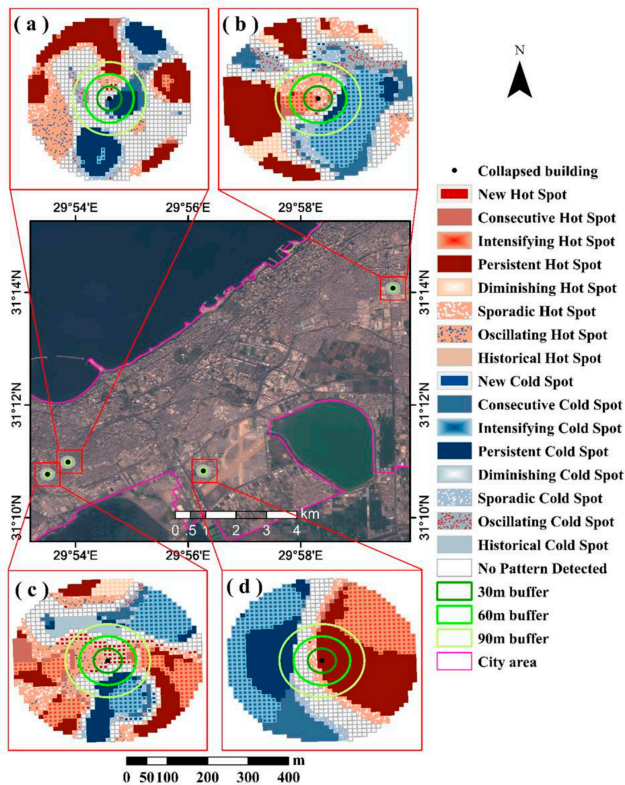 ( a )
( b )
N
29°54'E
29°56'E
29°58'E
31°14'N
31°14'N
31°12'N
31°12'N
31°10'N
31°10'N
km
0 .5 1 2 3 4
29°54'E
29°56'E
29°58'E
( c )
( d )
m
0 50 100 200 300 400
Collapsed building
New Hot Spot
Consecutive Hot Spot
Intensifying Hot Spot
Persistent Hot Spot
Diminishing Hot Spot
Sporadic Hot Spot
Oscillating Hot Spot
Historical Hot Spot
New Cold Spot
Consecutive Cold Spot
Intensifying Cold Spot
Persistent Cold Spot
Diminishing Cold Spot
Sporadic Cold Spot
Oscillating Cold Spot
Historical Cold Spot
No Pattern Detected
30m buffer
60m buffer
90m buffer
City area